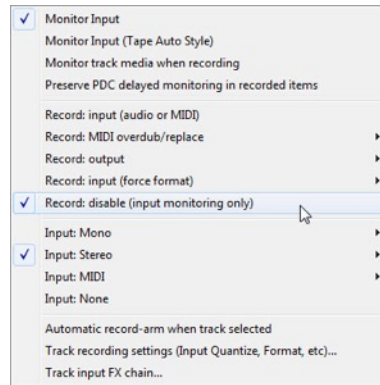 Monitor Input
Monitor Input (Tape Auto Style)
Monitor track media when recording
Preserve PDC delayed monitoring in recorded items
Record: input (audio or MIDI)
Record: MIDI overdub/replace
Record: output
Record: input (force format)
Record: disable (input monitoring only)
Input: Mono
Input: Stereo
Input: MIDI
Input: None
Automatic record-arm when track selected
Track recording settings (Input Quantize, Format, etc)...
Track input FX chain...